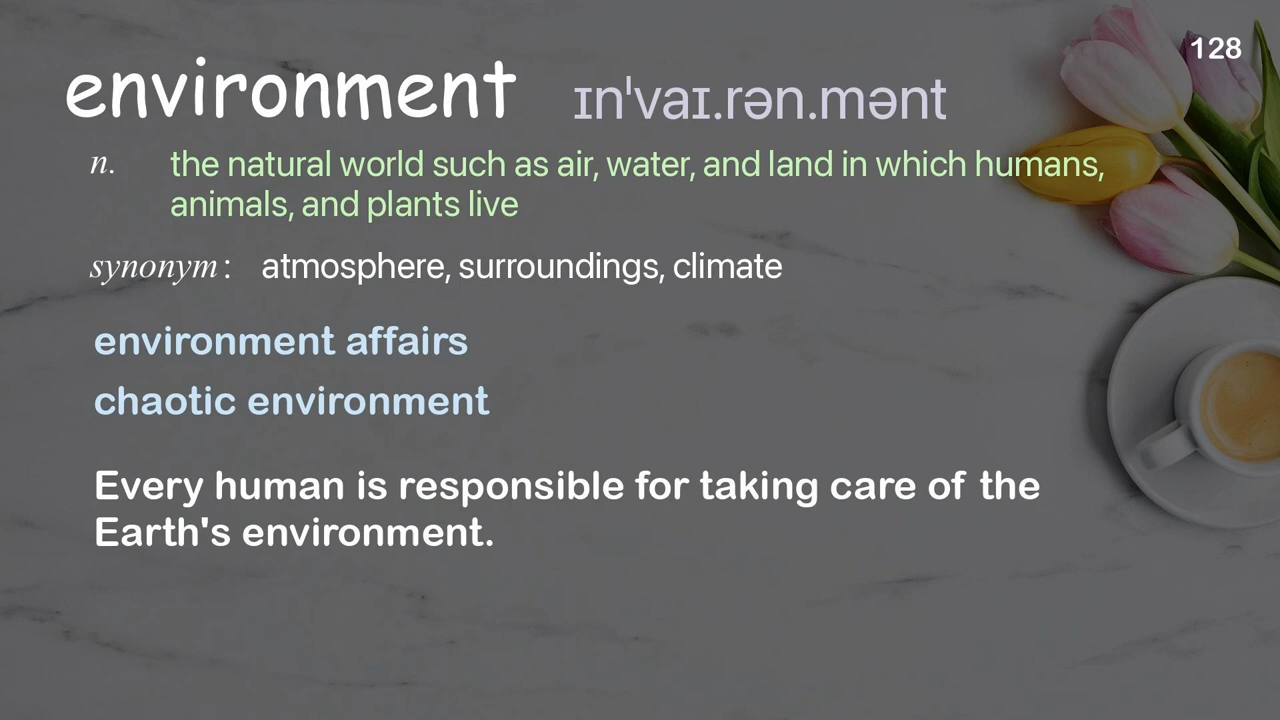 128
environment ɪn'vaɪ.rən.mənt
n. the natural world such as air, water, and land in which humans,
animals, and plants live
synonym: atmosphere, surroundings, climate
environment affairs
chaotic environment
Every human is responsible for taking care of the
Earth's environment.